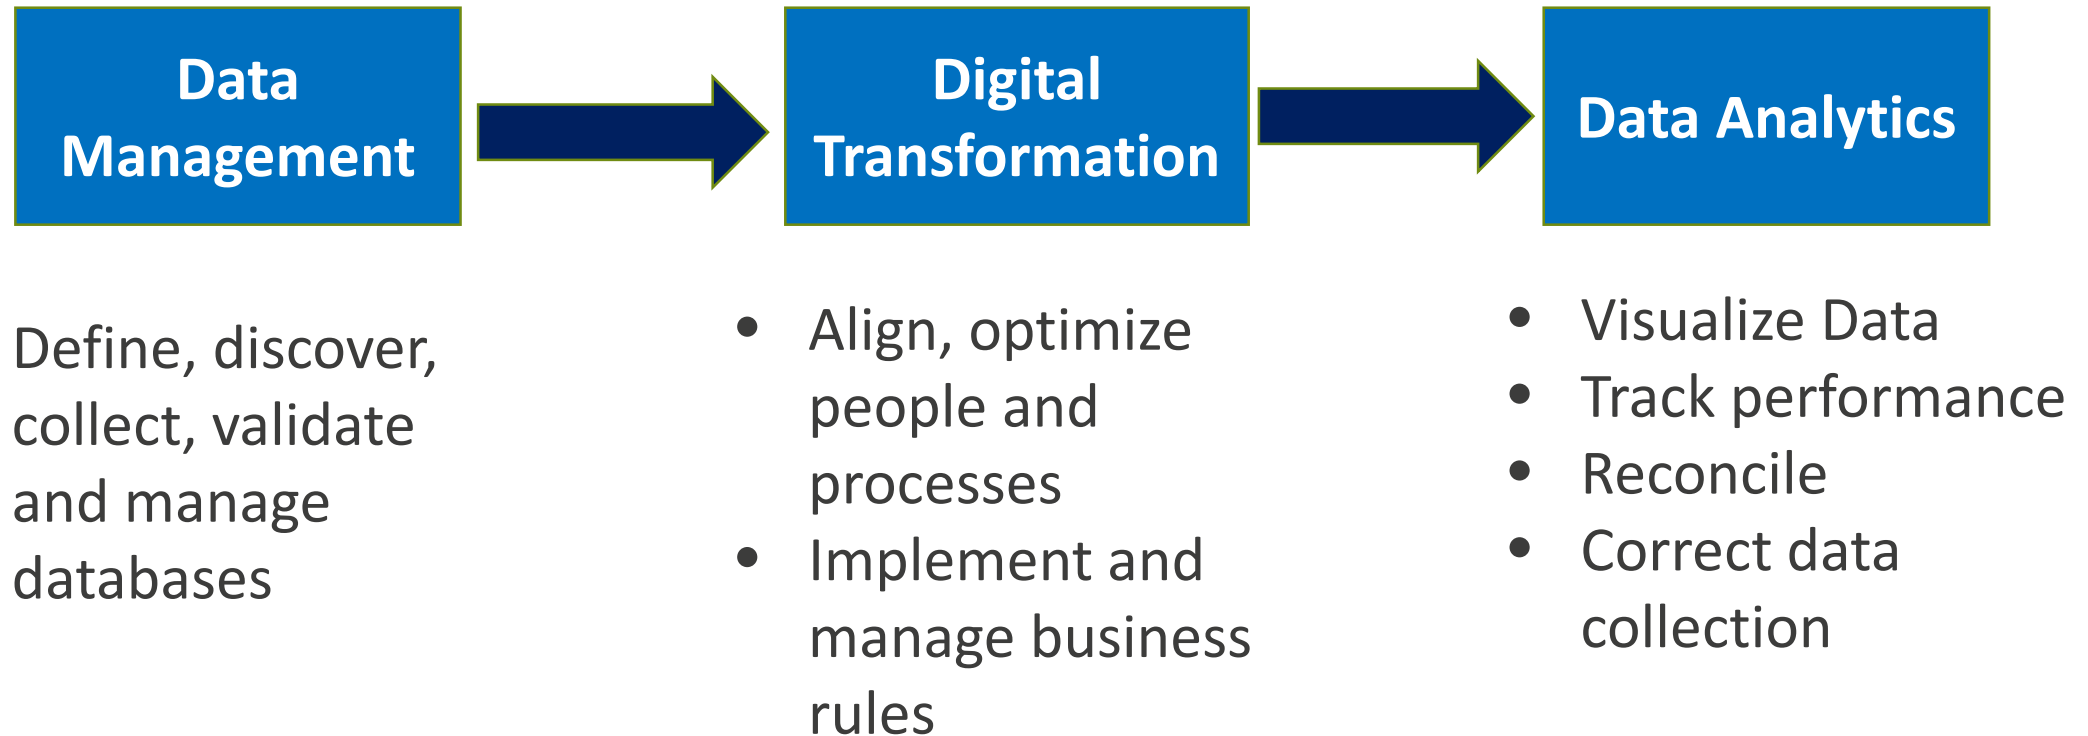 Data
Management
Digital
Transformation
Data Analytics
Define, discover,
collect, validate
and manage
databases
• Align, optimize
people and
processes
• Implement and
manage business
rules
• Visualize Data
• Track performance
• Reconcile
• Correct data
collection